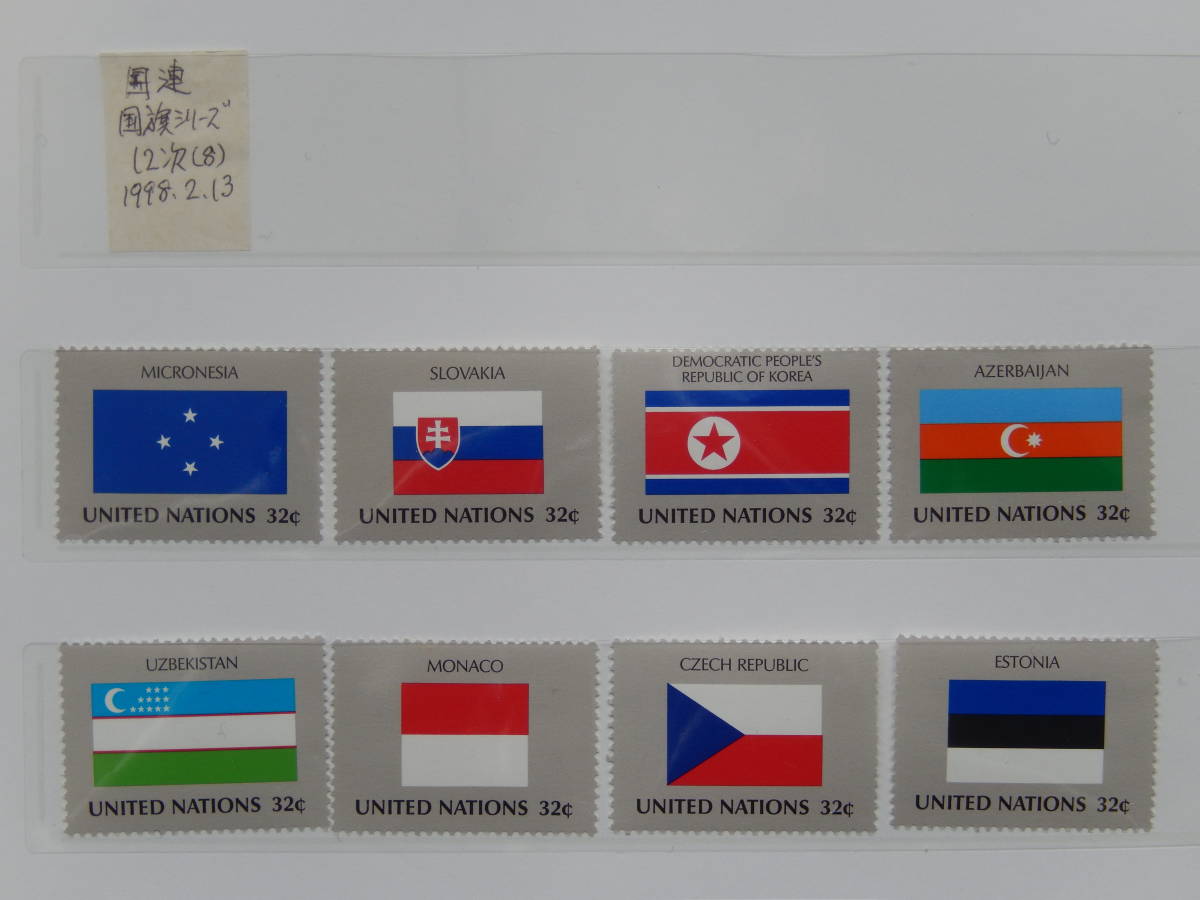 国連
国旗シリーズ
12次(8)
1998.2.13
MICRONESIA
UNITED NATIONS 32¢
SLOVAKIA
UNITED NATIONS 32¢
DEMOCRATIC PEOPLE'S
REPUBLIC OF KOREA
UNITED NATIONS 32¢
AZERBAIJAN
UNITED NATIONS 32¢
UZBEKISTAN
UNITED NATIONS 32¢
MONACO
UNITED NATIONS 32¢
CZECH REPUBLIC
UNITED NATIONS 32¢
ESTONIA
UNITED NATIONS 32¢